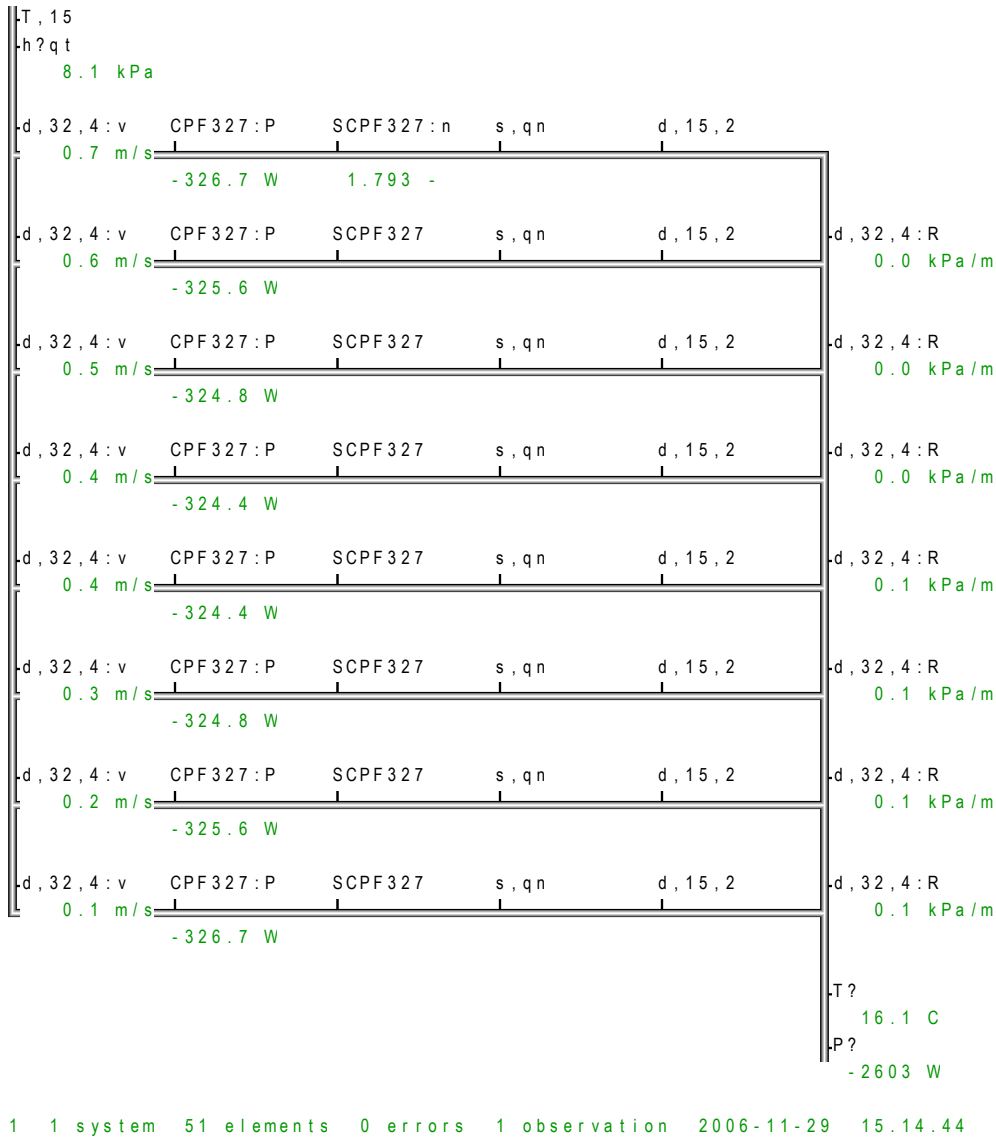 T,15
h?qt
8.1 kPa
d,32,4:v CPF327:P SCPF327:n s,qn d,15,2
0.7 m/s
-326.7 W 1.793 -
d,32,4:v CPF327:P SCPF327 s,qn d,15,2 d,32,4:R
0.6 m/s 0.0 kPa/m
-325.6 W
d,32,4:v CPF327:P SCPF327 s,qn d,15,2 d,32,4:R
0.5 m/s 0.0 kPa/m
-324.8 W
d,32,4:v CPF327:P SCPF327 s,qn d,15,2 d,32,4:R
0.4 m/s 0.0 kPa/m
-324.4 W
d,32,4:v CPF327:P SCPF327 s,qn d,15,2 d,32,4:R
0.4 m/s 0.1 kPa/m
-324.4 W
d,32,4:v CPF327:P SCPF327 s,qn d,15,2 d,32,4:R
0.3 m/s 0.1 kPa/m
-324.8 W
d,32,4:v CPF327:P SCPF327 s,qn d,15,2 d,32,4:R
0.2 m/s 0.1 kPa/m
-325.6 W
d,32,4:v CPF327:P SCPF327 s,qn d,15,2 d,32,4:R
0.1 m/s 0.1 kPa/m
-326.7 W
T?
16.1 C
P?
-2603 W
1 1 system 51 elements 0 errors 1 observation 2006-11-29 15.14.44